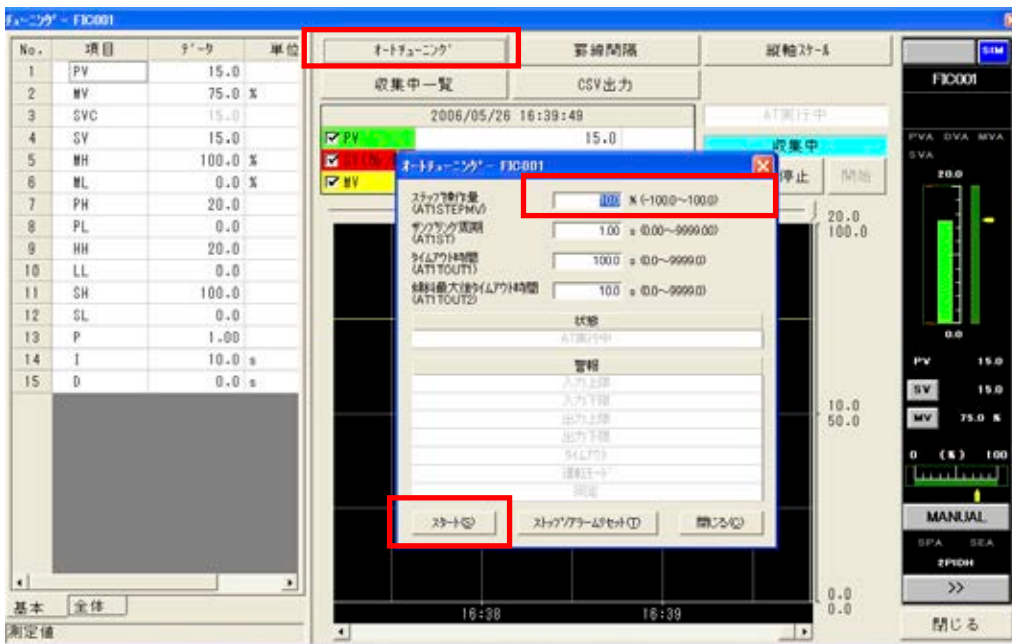 チューニング - FIC001
No. 項目 データ 単位
1 PV 15.0
2 MV 75.0 %
3 SVC 15.0
4 SV 15.0
5 MH 100.0 %
6 ML 0.0 %
7 PH 20.0
8 PL 0.0
9 HH 20.0
10 LL 0.0
11 SH 100.0
12 SL 0.0
13 P 1.00
14 I 10.0 s
15 D 0.0 s
基本 全体
測定値
オートチューニング 罫線間隔 縦軸スケール
収集中一覧 CSV出力
2006/05/26 16:39:49 AT実行中
PV 15.0 収集中
MV 停止 開始
20.0
100.0
10.0
50.0
0.0
0.0
16:38 16:39
オートチューニング - FIC001
ステップ操作量 % (-100.0～100.0)
(AT1STEPMV)
サンプリング周期 1.00 s (0.00～9999.00)
(AT1ST)
タイムアウト時間 100.0 s (0.0～9999.0)
(AT1TOUT1)
傾斜最大後タイムアウト時間 10.0 s (0.0～9999.0)
(AT1TOUT2)
状態
AT実行中
警報
入力上限
入力下限
出力上限
出力下限
タイムアウト
運転モード
同定
スタート(S) ストップ/アラームリセット(T) 閉じる(C)
SIM
FIC001
PVA DVA MVA
SVA
20.0
0.0
PV 15.0
SV 15.0
MV 75.0 %
0 (%) 100
MANUAL
SPA SEA
2PIDH
>>
閉じる